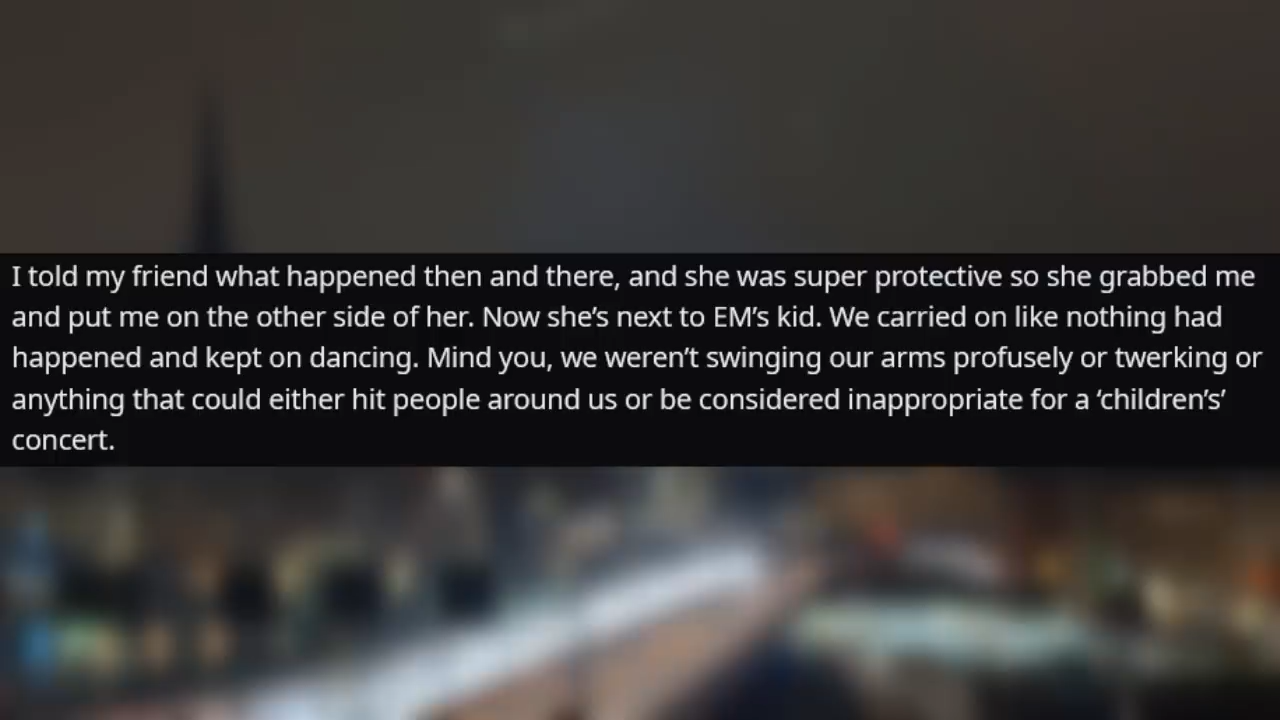 I told my friend what happened then and there, and she was super protective so she grabbed me
and put me on the other side of her. Now she’s next to EM’s kid. We carried on like nothing had
happened and kept on dancing. Mind you, we weren’t swinging our arms profusely or twerking or
anything that could either hit people around us or be considered inappropriate for a ‘children’s’
concert.